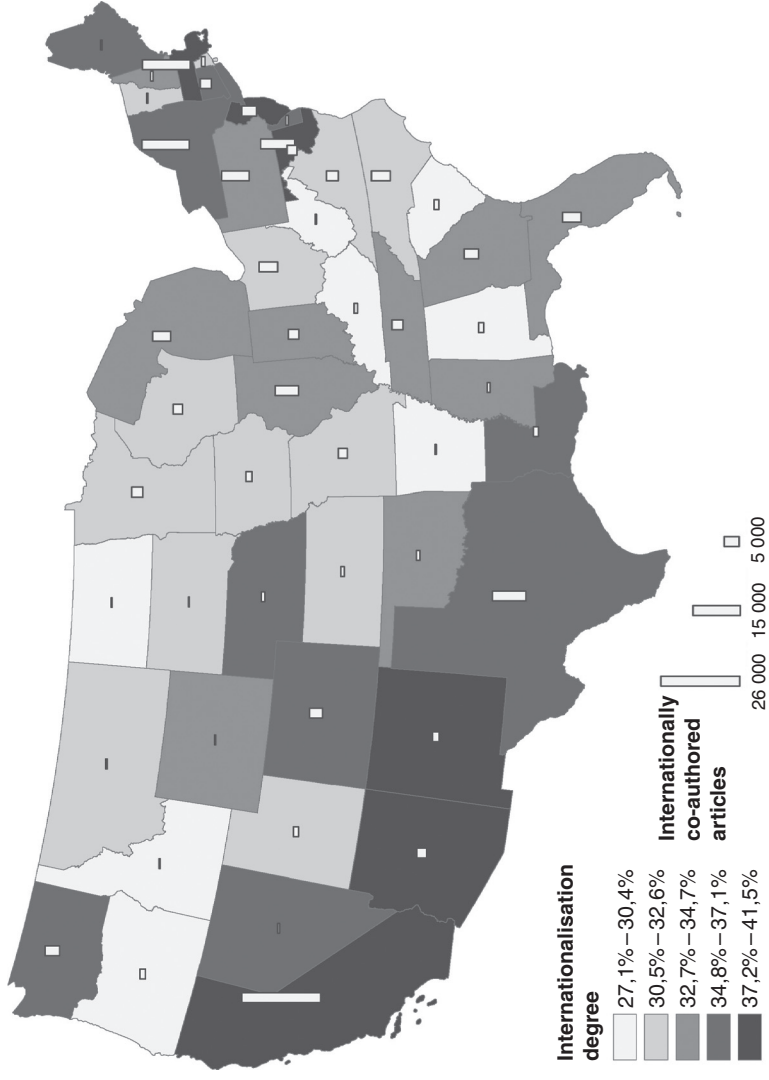 Internationalisation
degree
27,1%–30,4%
30,5%–32,6%
32,7%–34,7%
34,8%–37,1%
37,2%–41,5%
Internationally
co-authored
articles
26 000
15 000
5 000